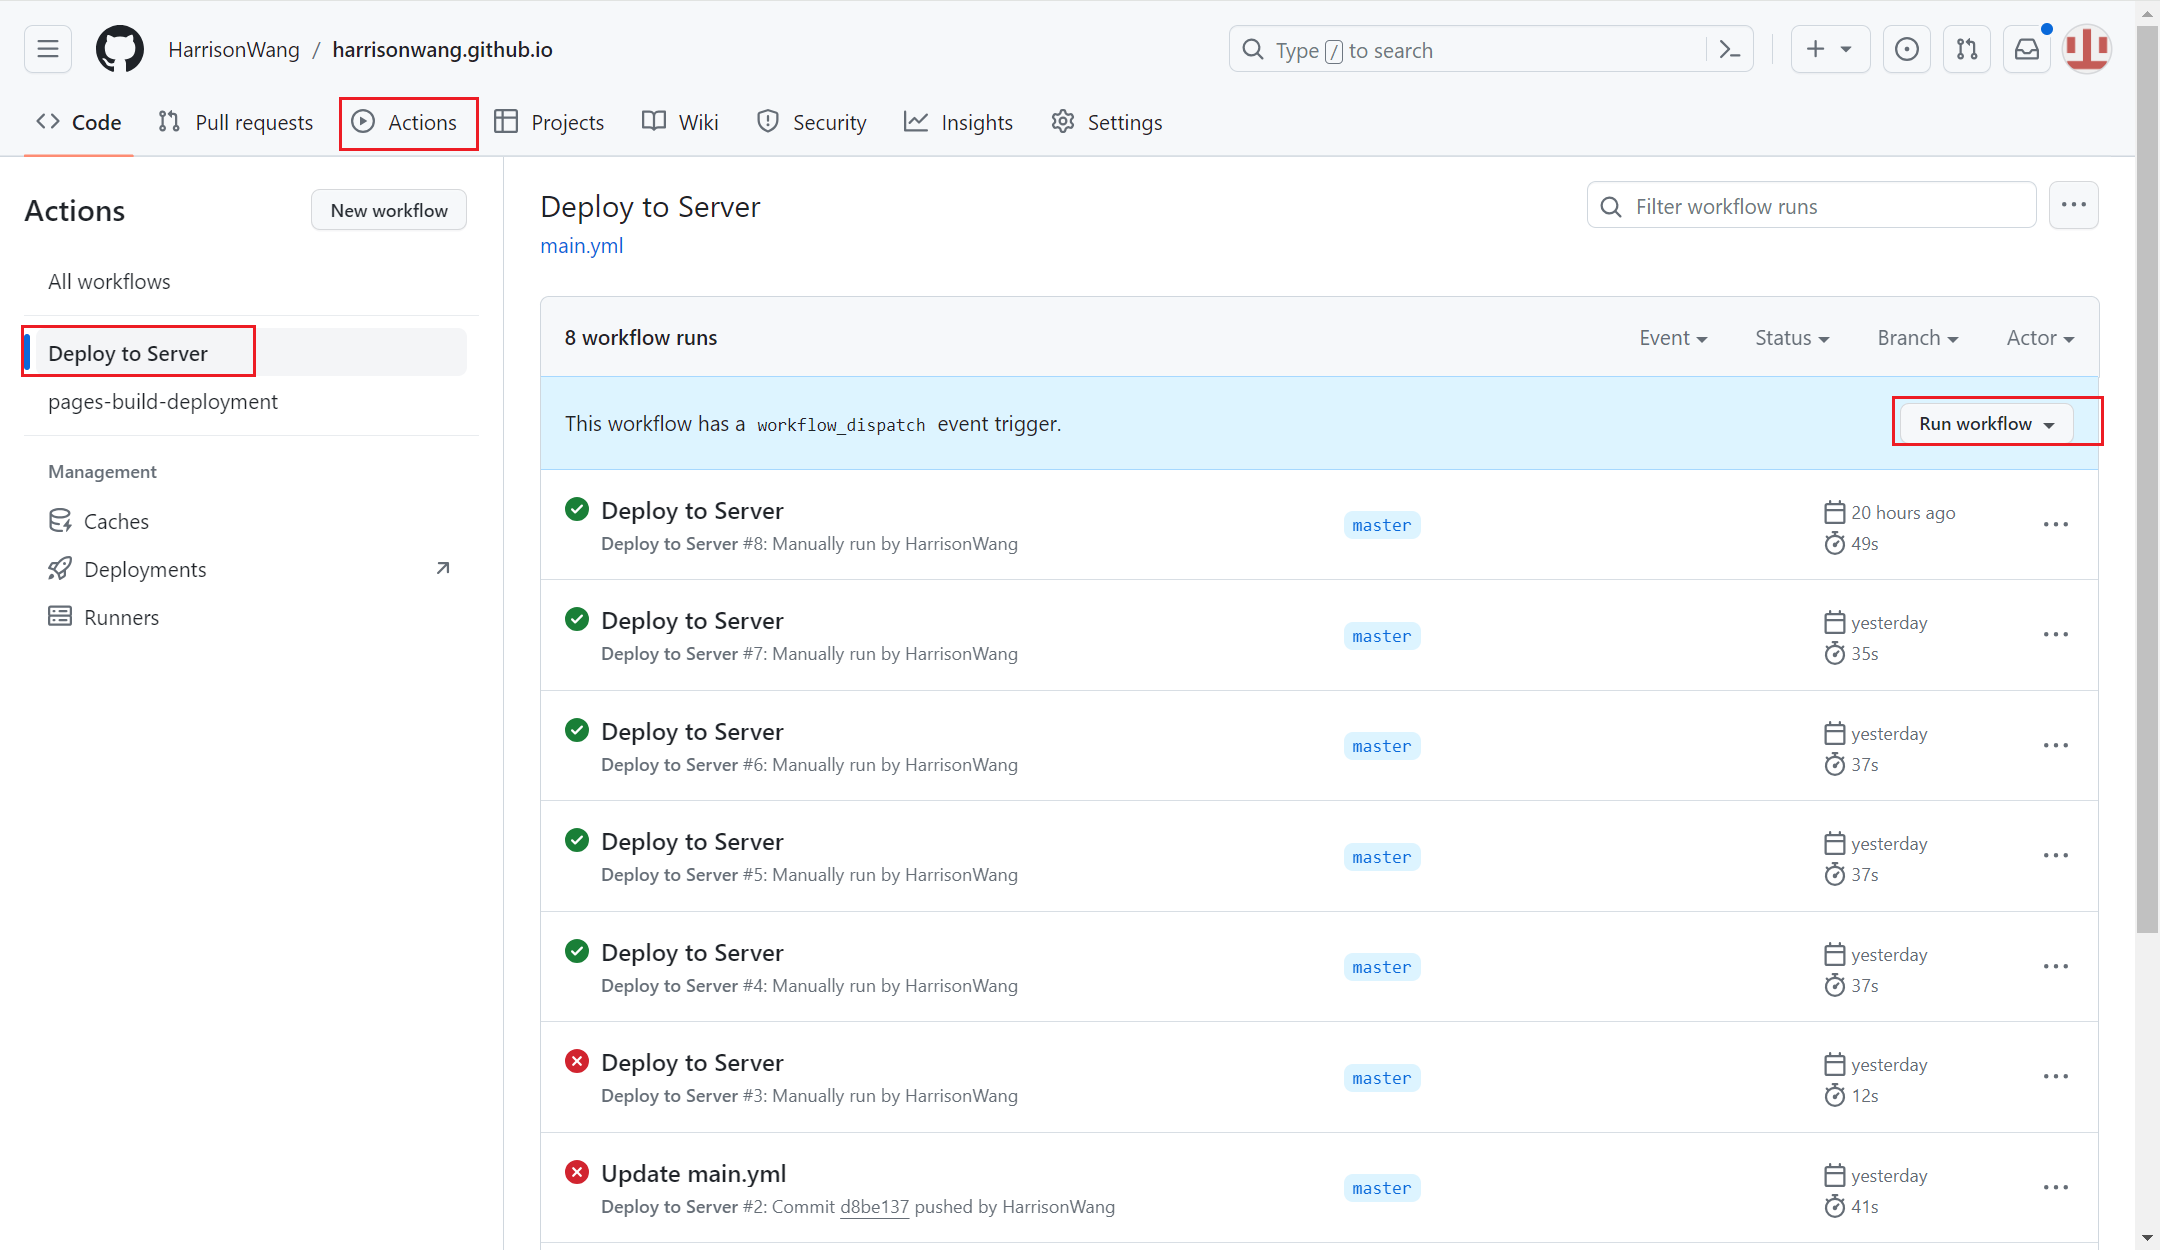 HarrisonWang / harrisonwang.github.io
Type / to search
Code Pull requests Actions Projects Wiki Security Insights Settings
Actions
New workflow
All workflows
Deploy to Server
pages-build-deployment
Management
Caches
Deployments
Runners
Deploy to Server
main.yml
Filter workflow runs
8 workflow runs
Event Status Branch Actor
This workflow has a workflow_dispatch event trigger.
Run workflow
Deploy to Server
Deploy to Server #8: Manually run by HarrisonWang
master
20 hours ago
49s
Deploy to Server
Deploy to Server #7: Manually run by HarrisonWang
master
yesterday
35s
Deploy to Server
Deploy to Server #6: Manually run by HarrisonWang
master
yesterday
37s
Deploy to Server
Deploy to Server #5: Manually run by HarrisonWang
master
yesterday
37s
Deploy to Server
Deploy to Server #4: Manually run by HarrisonWang
master
yesterday
37s
Deploy to Server
Deploy to Server #3: Manually run by HarrisonWang
master
yesterday
12s
Update main.yml
Deploy to Server #2: Commit d8be137 pushed by HarrisonWang
master
yesterday
41s